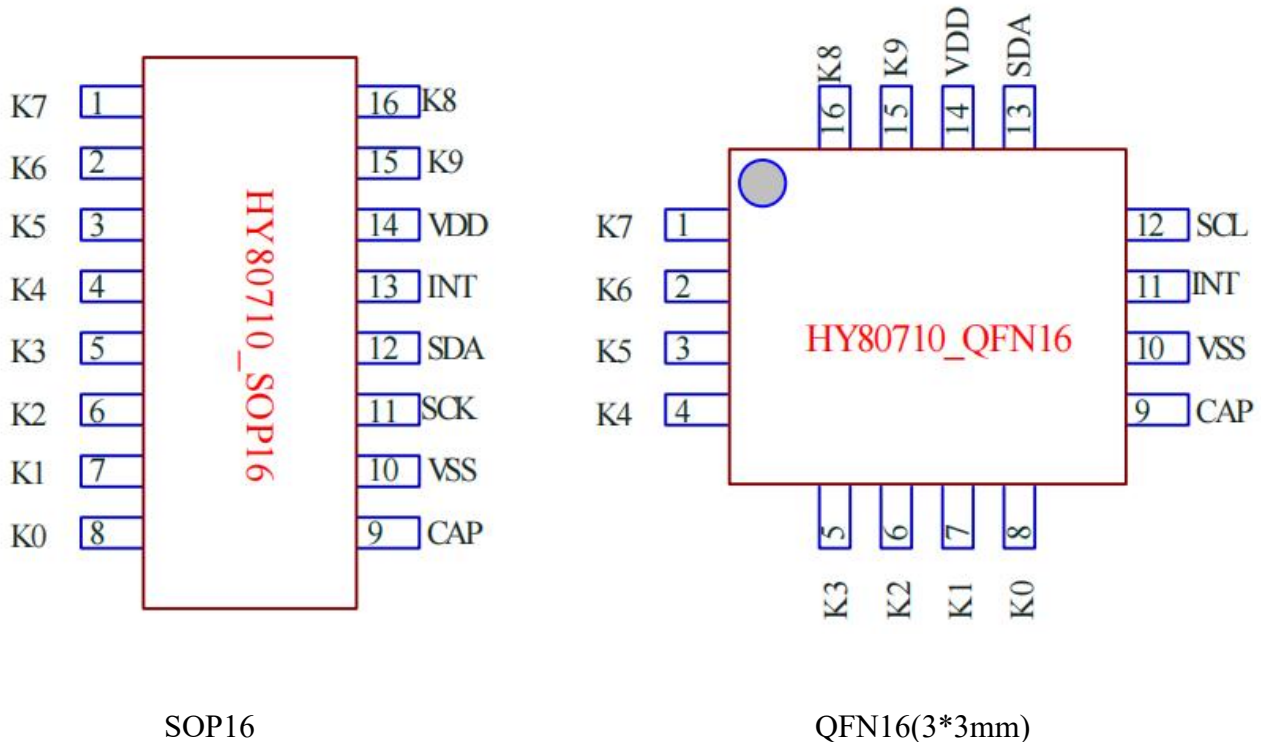 K7 1 16 K8
K6 2 15 K9
K5 3 14 VDD
K4 4 13 INT
K3 5 12 SDA
K2 6 11 SCK
K1 7 10 VSS
K0 8 9 CAP
HY80710_SOP16
SOP16
K8 K9 VDD SDA
16 15 14 13
K7 1 12 SCL
K6 2 11 INT
K5 3 10 VSS
K4 4 9 CAP
HY80710_QFN16
5 6 7 8
K3 K2 K1 K0
QFN16(3*3mm)